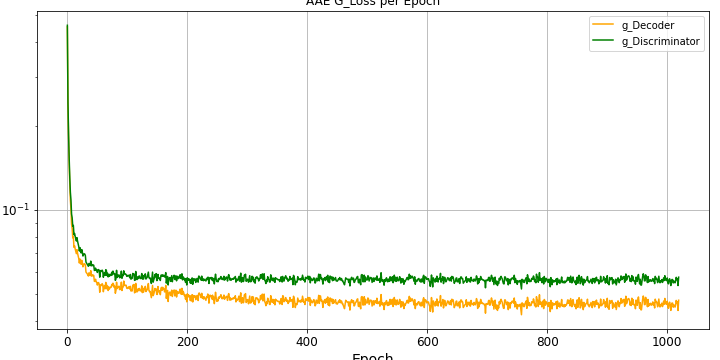 AAE G_Loss per Epoch
g_Decoder
g_Discriminator
10⁻¹
0 200 400 600 800 1000
Epoch